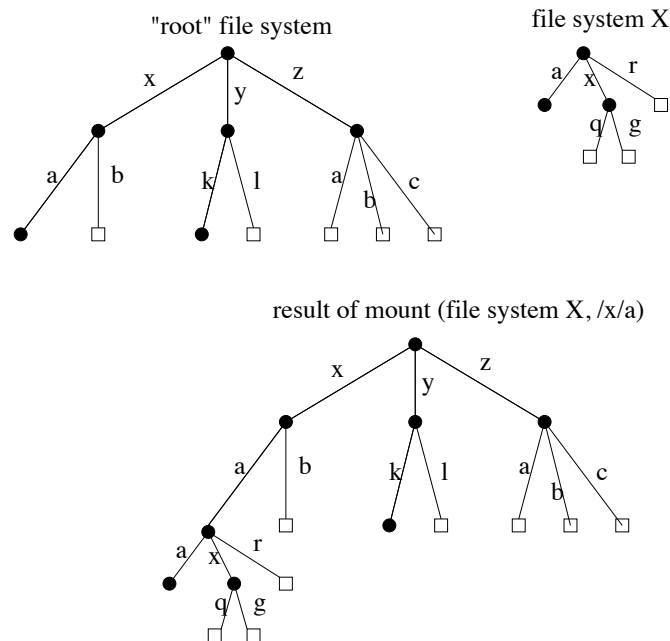 "root" file system
file system X
x
y
z
a
x
r
q
g
a
b
k
l
a
b
c
result of mount (file system X, /x/a)
x
y
z
a
b
k
l
a
b
c
a
x
r
q
g